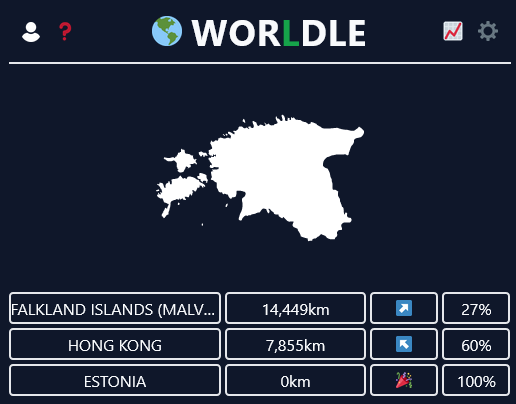 ? WORLDLE
FALKLAND ISLANDS (MALV... 14,449km 27%
HONG KONG 7,855km 60%
ESTONIA 0km 100%